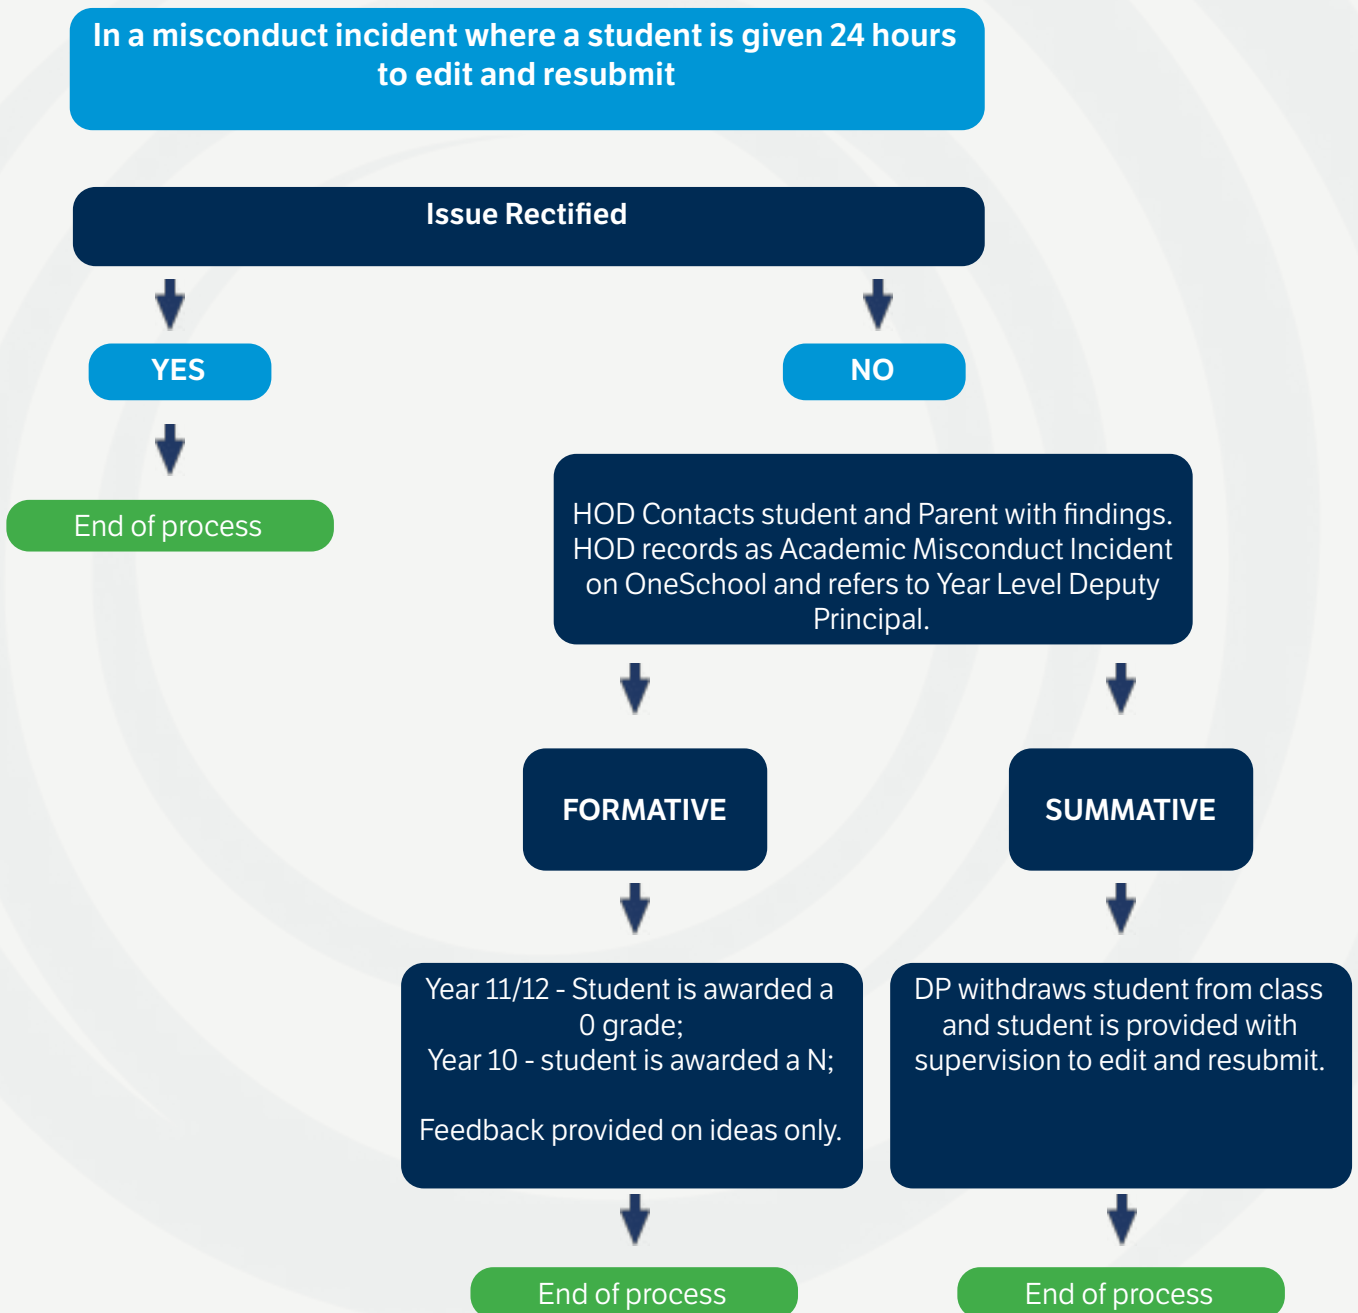 In a misconduct incident where a student is given 24 hours
to edit and resubmit
Issue Rectified
YES
NO
End of process
HOD Contacts student and Parent with findings.
HOD records as Academic Misconduct Incident
on OneSchool and refers to Year Level Deputy
Principal.
FORMATIVE
SUMMATIVE
Year 11/12 - Student is awarded a
0 grade;
Year 10 - student is awarded a N;
Feedback provided on ideas only.
DP withdraws student from class
and student is provided with
supervision to edit and resubmit.
End of process
End of process